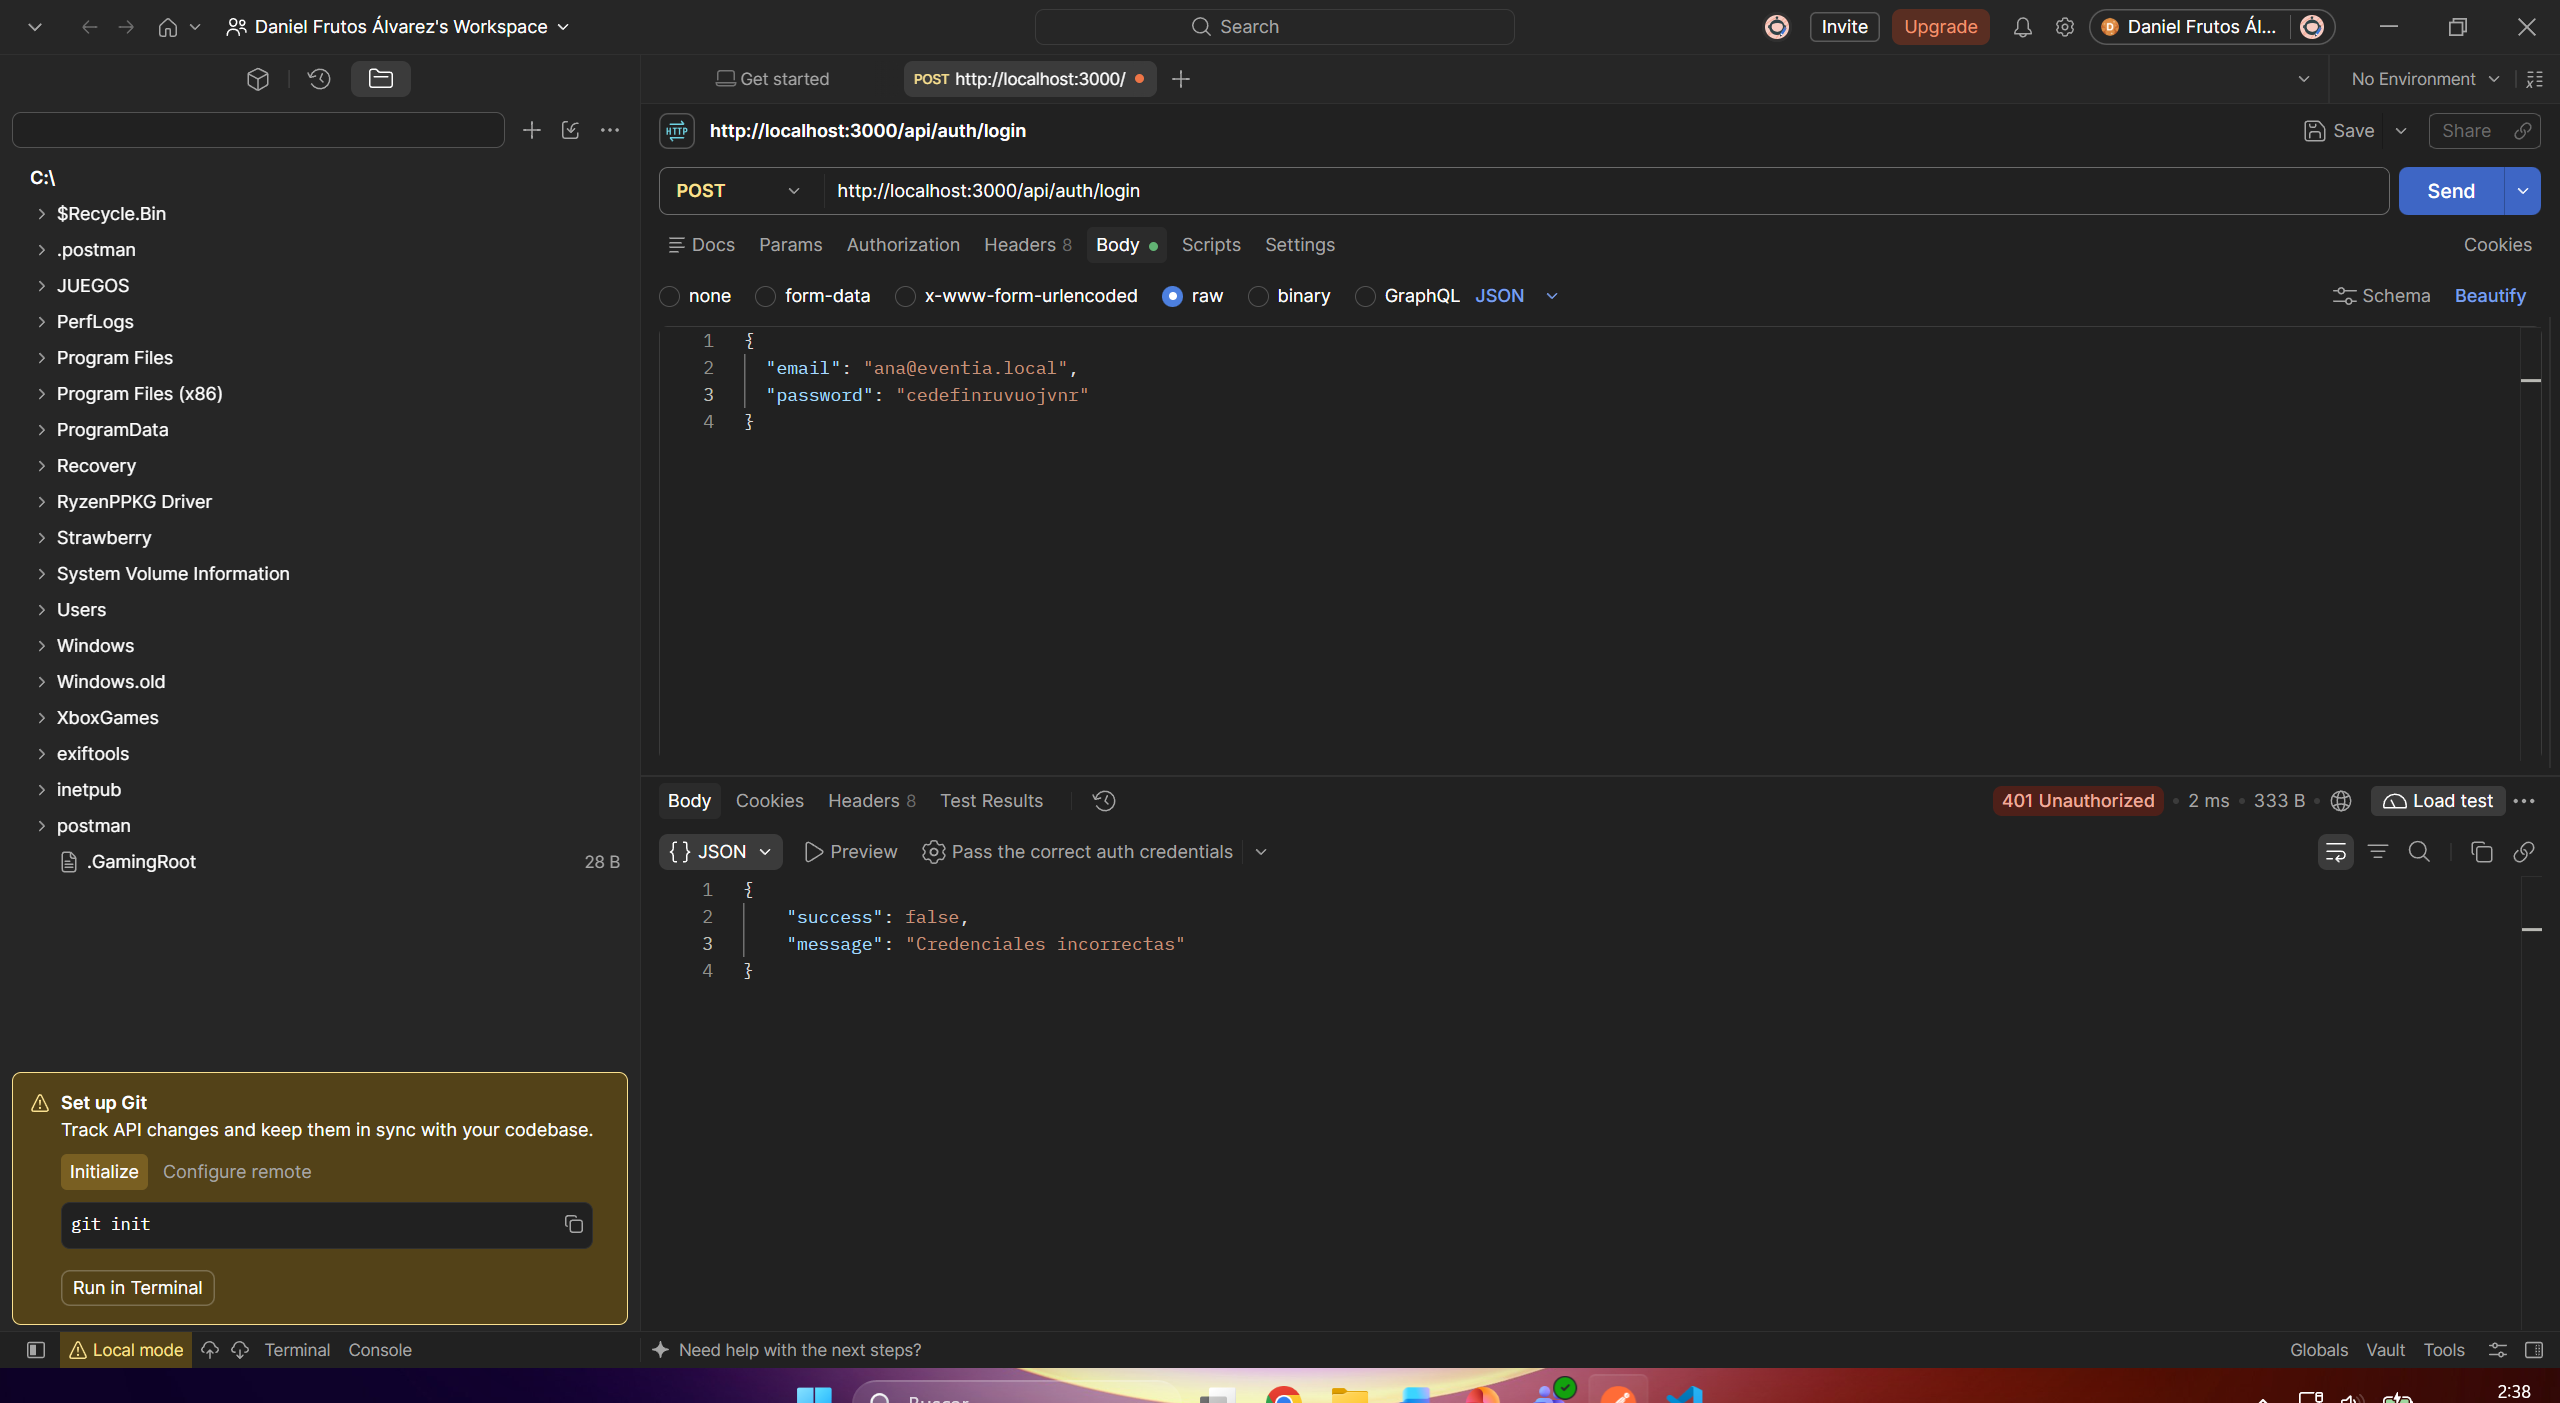 Daniel Frutos Álvarez's Workspace
Search
Invite
Upgrade
Daniel Frutos Ál...
Get started
POST http://localhost:3000/
No Environment
HTTP http://localhost:3000/api/auth/login
Save
Share
POST
http://localhost:3000/api/auth/login
Send
Docs
Params
Authorization
Headers 8
Body
Scripts
Settings
Cookies
none
form-data
x-www-form-urlencoded
raw
binary
GraphQL
JSON
Schema
Beautify
1 {
2 "email": "ana@eventia.local",
3 "password": "cedefinruvuojvnr"
4 }
C:\
$Recycle.Bin
.postman
JUEGOS
PerfLogs
Program Files
Program Files (x86)
ProgramData
Recovery
RyzenPPKG Driver
Strawberry
System Volume Information
Users
Windows
Windows.old
XboxGames
exiftools
inetpub
postman
.GamingRoot
28 B
Body
Cookies
Headers 8
Test Results
401 Unauthorized
2 ms
333 B
Load test
{ } JSON
Preview
Pass the correct auth credentials
1 {
2 "success": false,
3 "message": "Credenciales incorrectas"
4 }
Set up Git
Track API changes and keep them in sync with your codebase.
Initialize
Configure remote
git init
Run in Terminal
Local mode
Terminal
Console
Need help with the next steps?
Globals
Vault
Tools
2:38